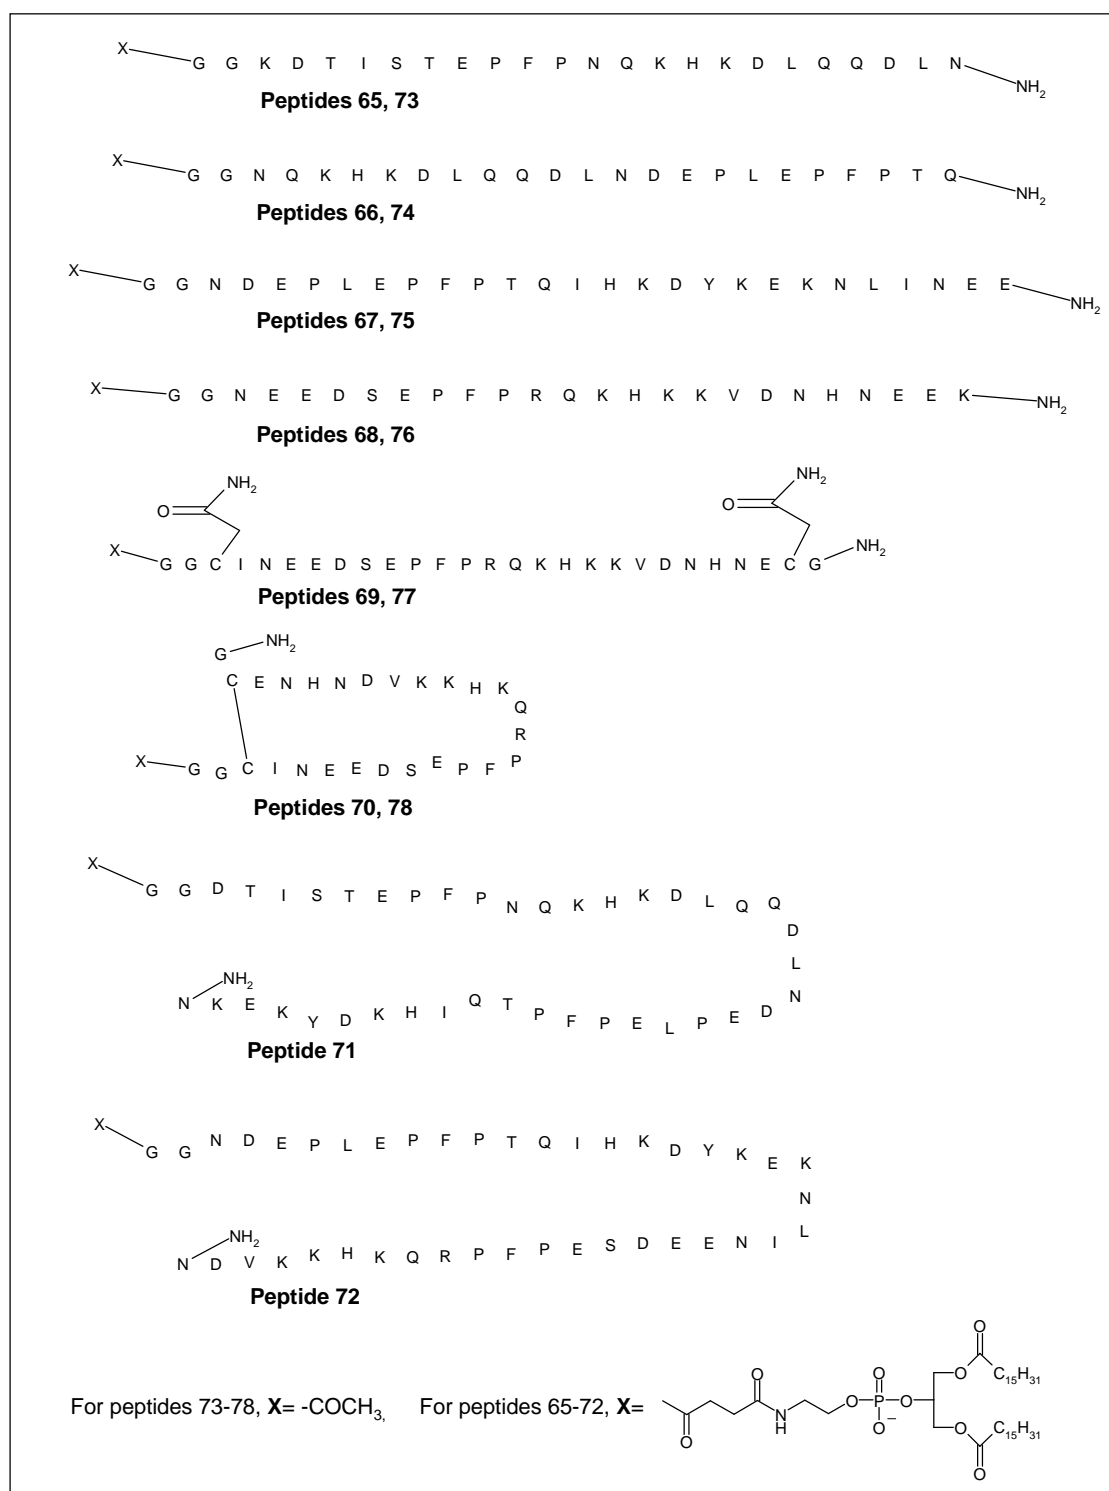 X G G K D T I S T E P F P N Q K H K D L Q Q D L N NH2
Peptides 65, 73
X G G N Q K H K D L Q Q D L N D E P L E P F P T Q NH2
Peptides 66, 74
X G G N D E P L E P F P T Q I H K D Y K E K N L I N E E NH2
Peptides 67, 75
X G G N E E D S E P F P R Q K H K K V D N H N E E K NH2
Peptides 68, 76
NH2 NH2
O O
X G G C I N E E D S E P F P R Q K H K K V D N H N E C G NH2
Peptides 69, 77
G NH2
C E N H N D V K K H K
Q
R
X G G C I N E E D S E P F P
Peptides 70, 78
X G G D T I S T E P F P N Q K H K D L Q Q
D
L
NH2
N K E K Y D K H I Q T P F P E L P E D N
Peptide 71
X G G N D E P L E P F P T Q I H K D Y K E K
N
NH2
N D V K K H K Q R P F P E S D E E N I L
Peptide 72
For peptides 73-78, X= -COCH3, For peptides 65-72, X= O O N H O P O O– O O O C15H31 O O C15H31